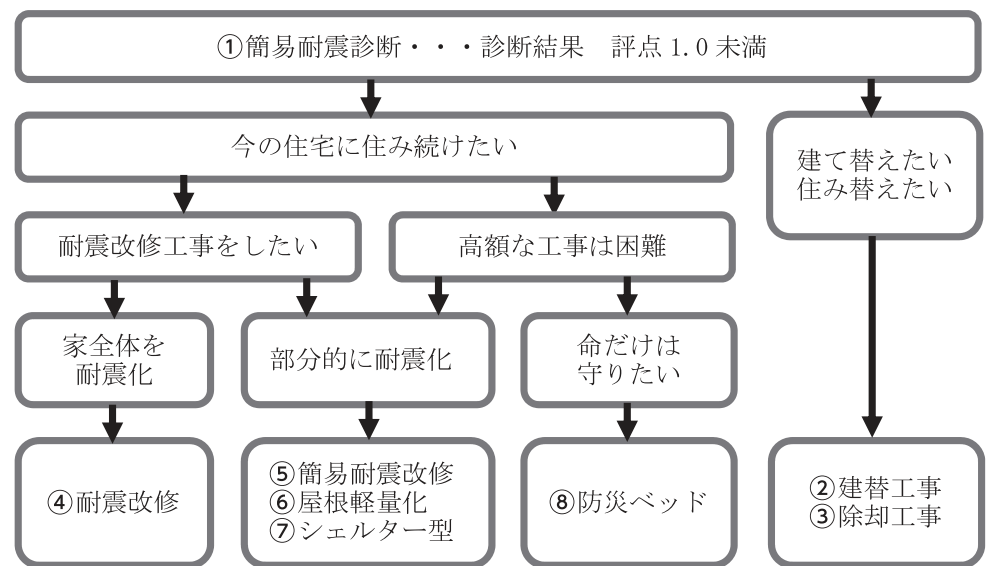 ①簡易耐震診断・・・診断結果　評点 1.0 未満
今の住宅に住み続けたい
建て替えたい
住み替えたい
耐震改修工事をしたい
高額な工事は困難
家全体を
耐震化
部分的に耐震化
命だけは
守りたい
④耐震改修
⑤簡易耐震改修
⑥屋根軽量化
⑦シェルター型
⑧防災ベッド
②建替工事
③除却工事